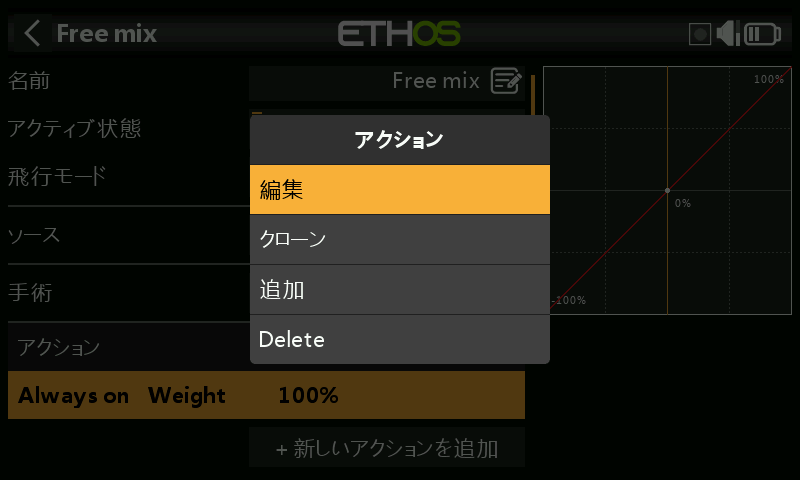 Free mix
ETHOS
名前
Free mix
アクティブ状態
飛行モード
ソース
手術
アクション
Always on Weight 100%
+ 新しいアクションを追加
アクション
編集
クローン
追加
Delete
100%
0%
-100%